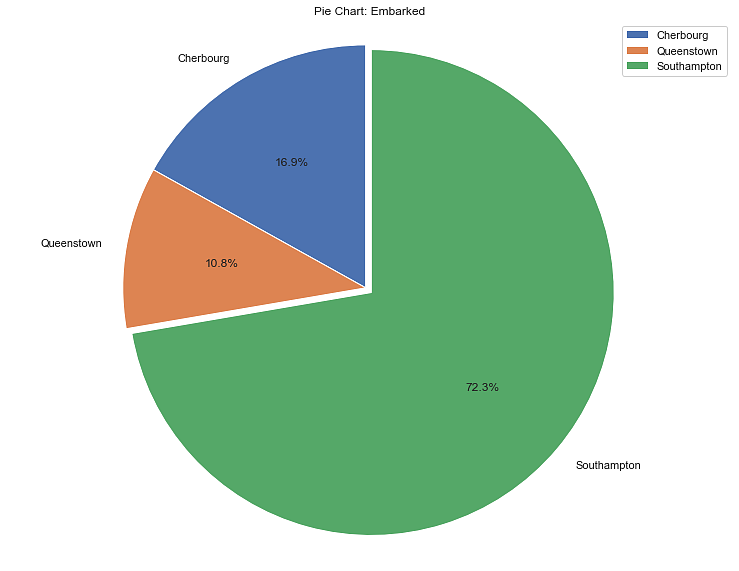 Pie Chart: Embarked
Cherbourg
Queenstown
Southampton
Cherbourg
16.9%
Queenstown
10.8%
72.3%
Southampton